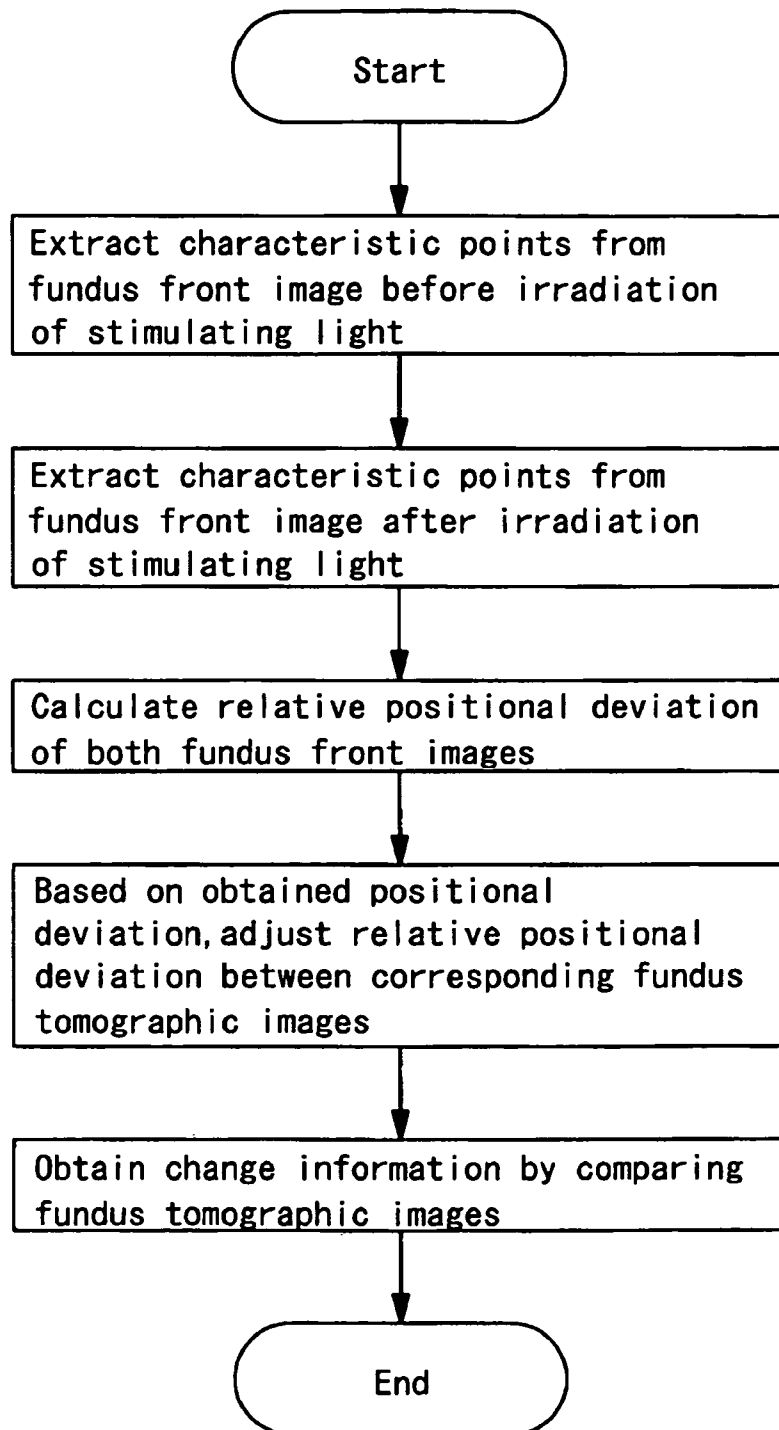 Start
Extract characteristic points from
fundus front image before irradiation
of stimulating light
Extract characteristic points from
fundus front image after irradiation
of stimulating light
Calculate relative positional deviation
of both fundus front images
Based on obtained positional
deviation,adjust relative positional
deviation between corresponding fundus
tomographic images
Obtain change information by comparing
fundus tomographic images
End